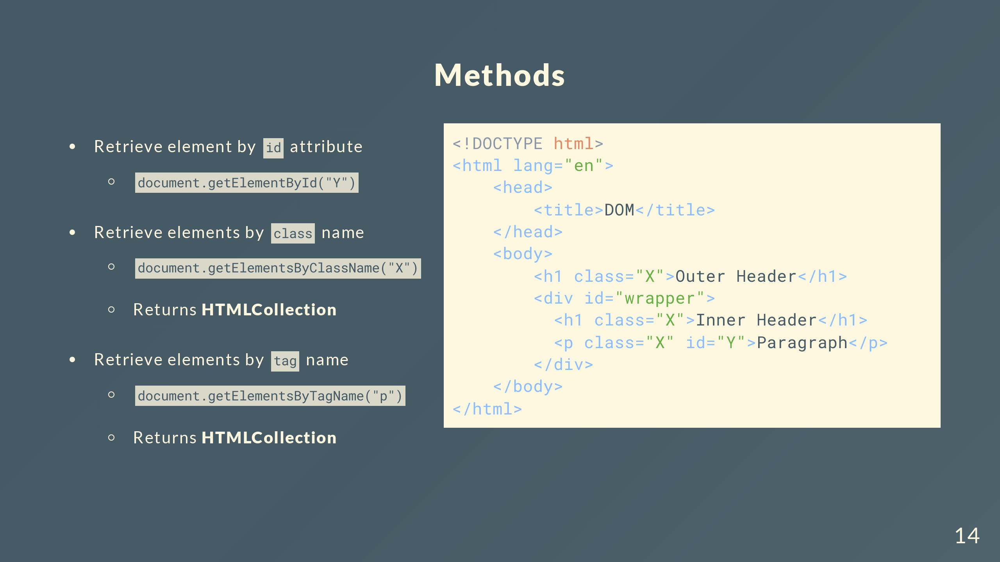 Methods
Retrieve element by id attribute
document.getElementById("Y")
Retrieve elements by class name
document.getElementsByClassName("X")
Returns HTMLCollection
Retrieve elements by tag name
document.getElementsByTagName("p")
Returns HTMLCollection
<!DOCTYPE html>
<html lang="en">
    <head>
        <title>DOM</title>
    </head>
    <body>
        <h1 class="X">Outer Header</h1>
        <div id="wrapper">
          <h1 class="X">Inner Header</h1>
          <p class="X" id="Y">Paragraph</p>
        </div>
    </body>
</html>
14